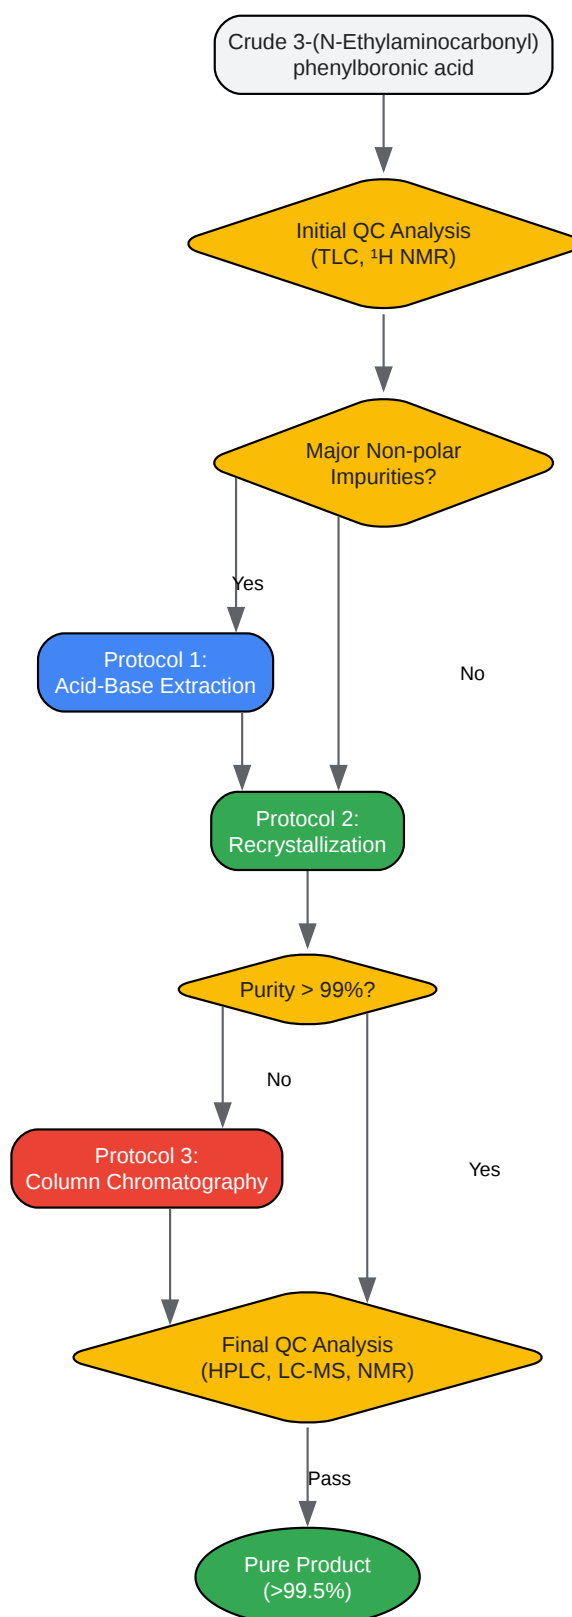 Crude 3-(N-Ethylaminocarbonyl)
phenylboronic acid
Initial QC Analysis
(TLC, ¹H NMR)
Major Non-polar
Impurities?
Yes
Protocol 1:
Acid-Base Extraction
No
Protocol 2:
Recrystallization
Purity > 99%?
No
Protocol 3:
Column Chromatography
Yes
Final QC Analysis
(HPLC, LC-MS, NMR)
Pass
Pure Product
(>99.5%)